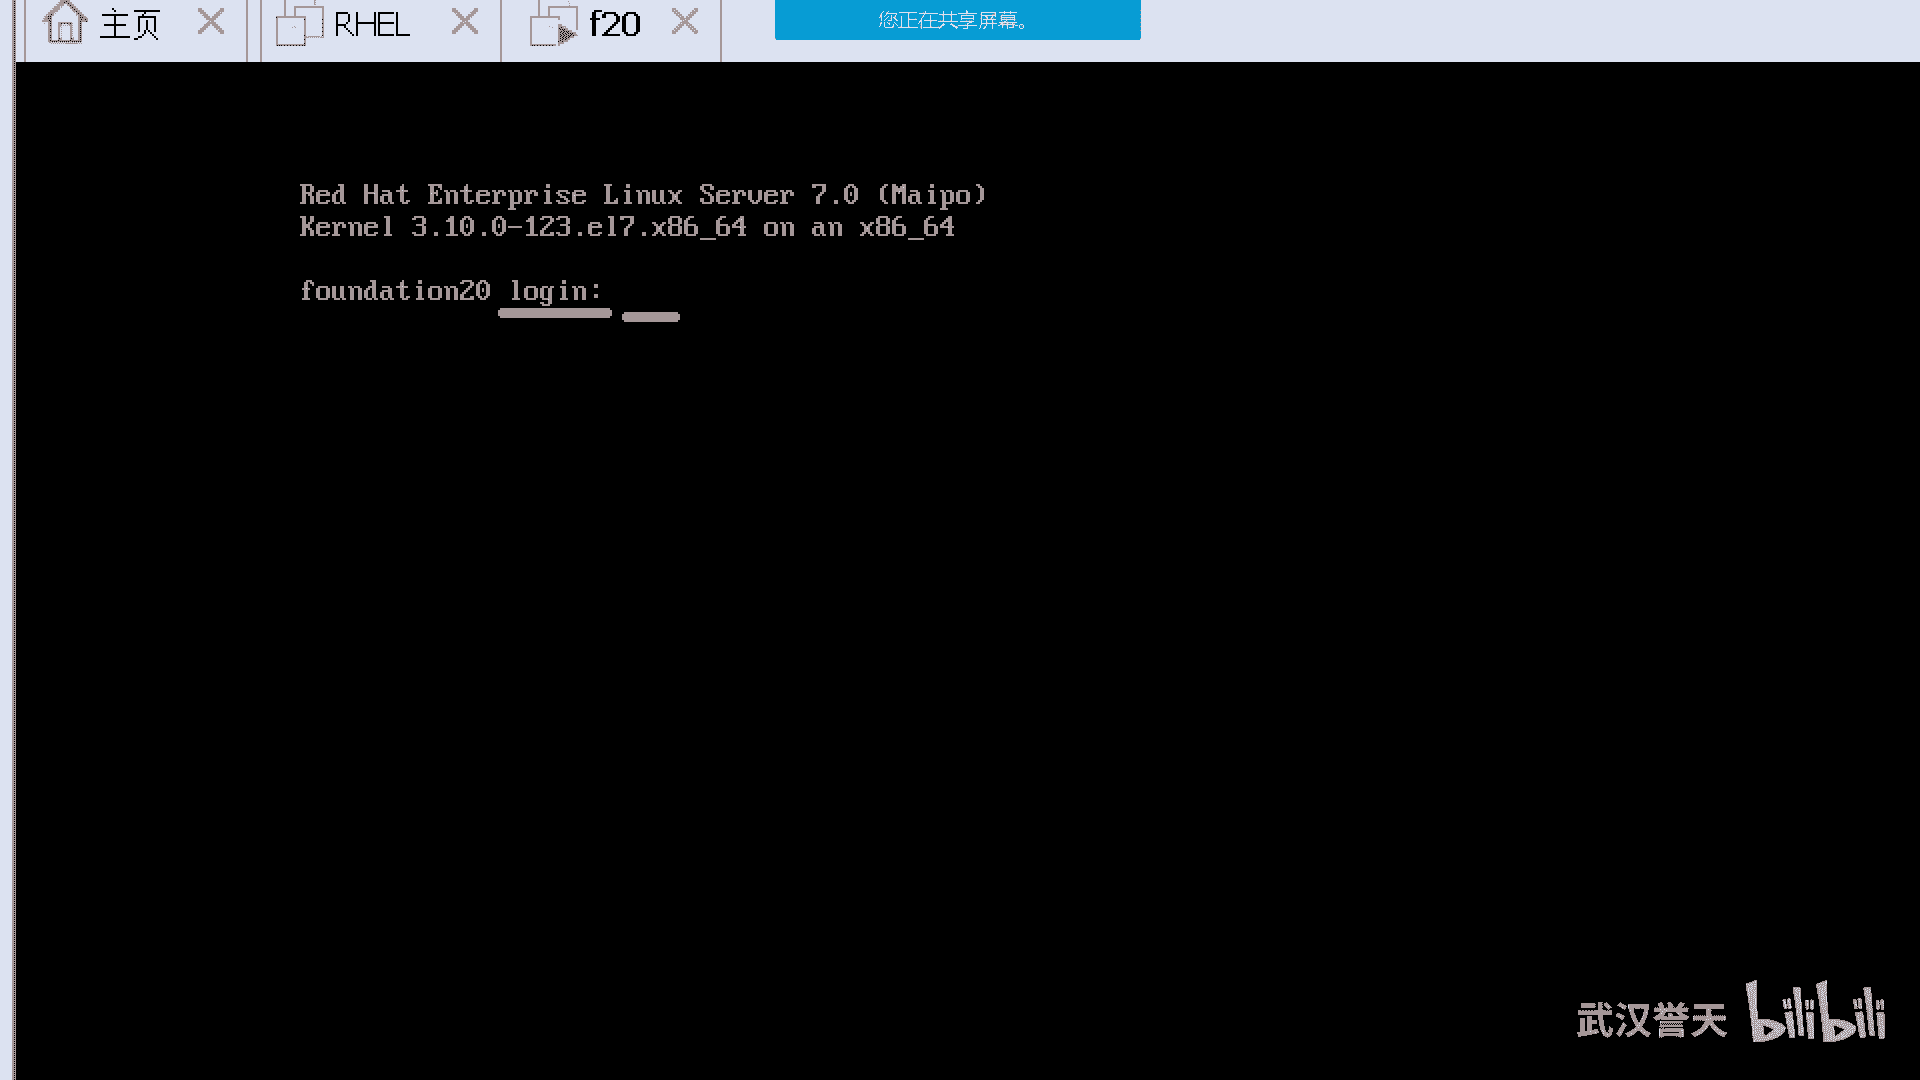 主页
RHEL
f20
您正在共享屏幕。
Red Hat Enterprise Linux Server 7.0 (Maipo)
Kernel 3.10.0-123.el7.x86_64 on an x86_64
foundation20 login:
武汉誉天 bilibili